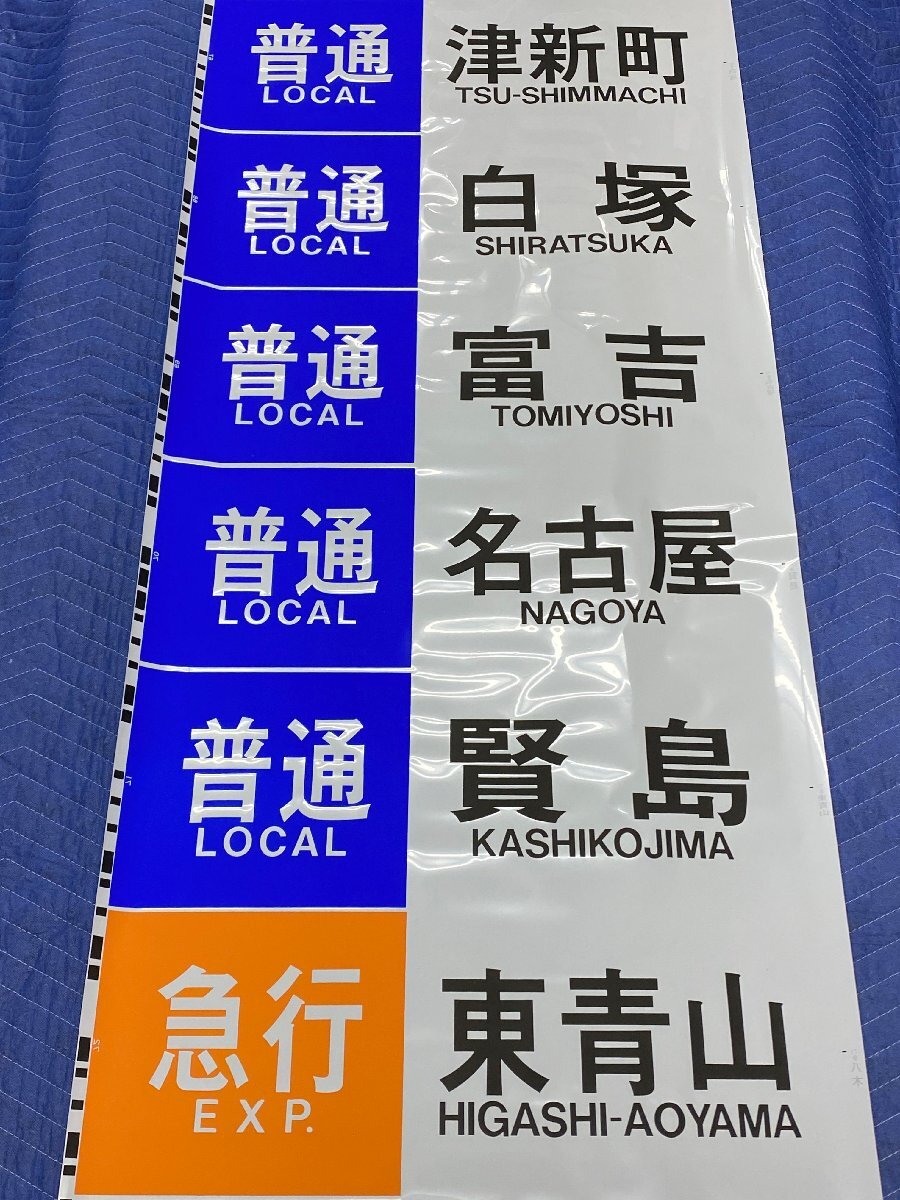 普通 津新町
LOCAL TSU-SHIMMACHI
普通 白塚
LOCAL SHIRATSUKA
普通 富吉
LOCAL TOMIYOSHI
普通 名古屋
LOCAL NAGOYA
普通 賢島
LOCAL KASHIKOJIMA
急行 東青山
EXP. HIGASHI-AOYAMA